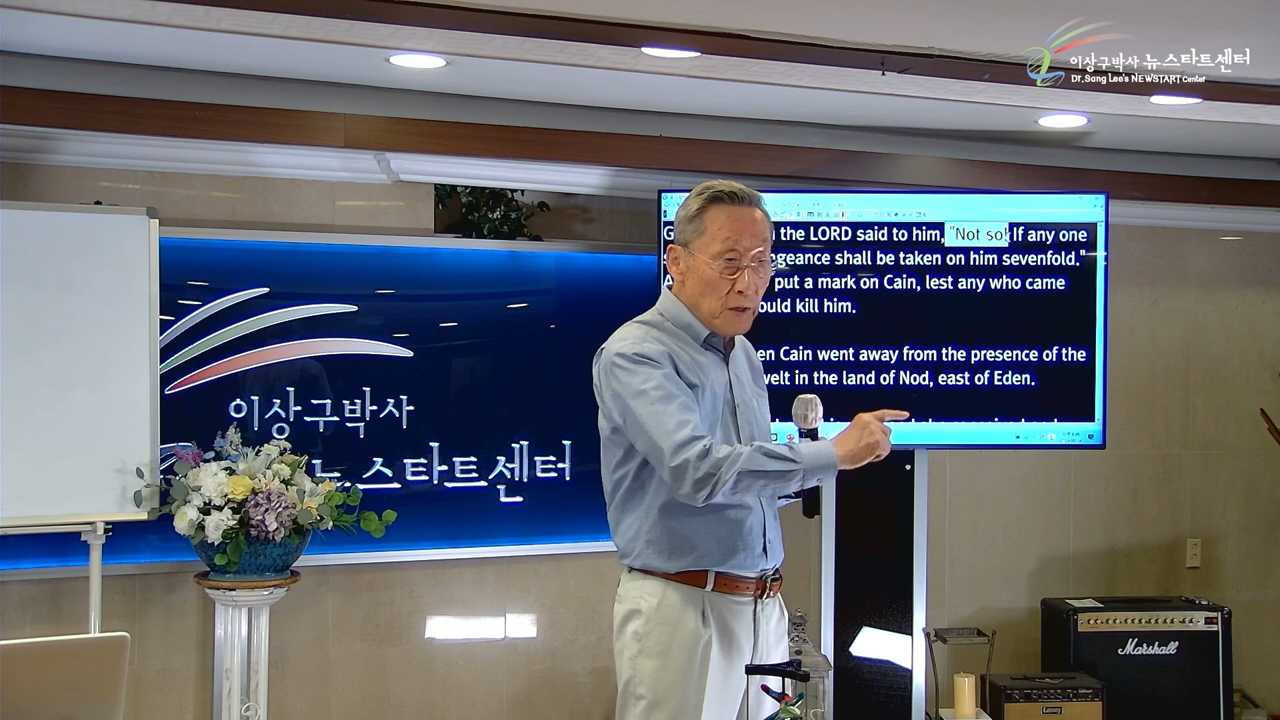 이상구박사 뉴스타트센터
Dr. Sang Lee's NEWSTART Center
the LORD said to him, "Not so! If any one
geance shall be taken on him sevenfold."
put a mark on Cain, lest any who came
ould kill him.
en Cain went away from the presence of the
welt in the land of Nod, east of Eden.
이상구박사
뉴스타트센터
Marshall
Laney